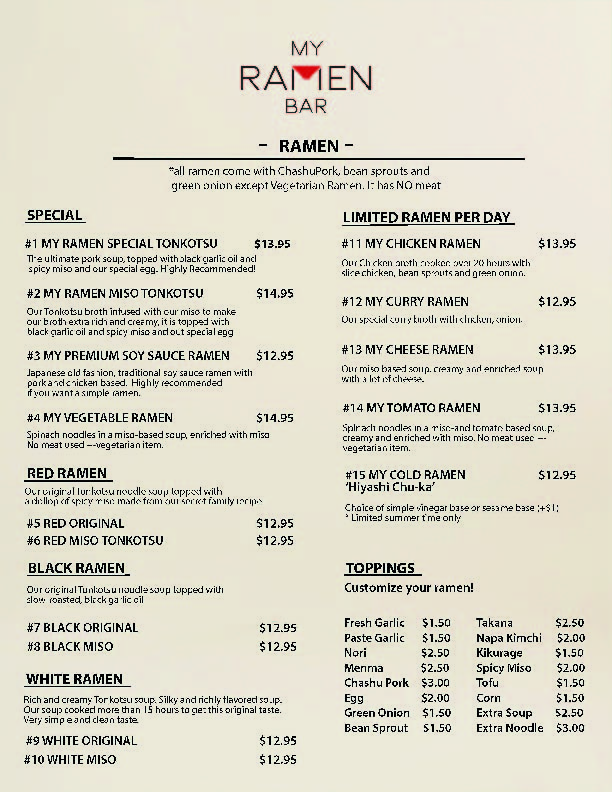 MY
RAMEN
BAR
- RAMEN -
*all ramen come with ChashuPork, bean sprouts and
green onion except Vegetarian Ramen. It has NO meat
SPECIAL
#1 MY RAMEN SPECIAL TONKOTSU $13.95
The ultimate pork soup, topped with black garlic oil and
spicy miso and our special egg. Highly Recommended!
#2 MY RAMEN MISO TONKOTSU $14.95
Our Tonkotsu broth infused with our miso to make
our broth extra rich and creamy, it is topped with
black garlic oil and spicy miso and out special egg
#3 MY PREMIUM SOY SAUCE RAMEN $12.95
Japanese old fashion, traditional soy sauce ramen with
pork and chicken based. Highly recommended
if you want a simple ramen.
#4 MY VEGETABLE RAMEN $14.95
Spinach noodles in a miso-based soup, enriched with miso
No meat used ---vegetarian item.
RED RAMEN
Our original Tonkotsu noodle soup topped with
a dollop of spicy miso made from our secret family recipe
#5 RED ORIGINAL $12.95
#6 RED MISO TONKOTSU $12.95
BLACK RAMEN
Our original Tonkotsu noodle soup topped with
slow roasted, black garlic oil
#7 BLACK ORIGINAL $12.95
#8 BLACK MISO $12.95
WHITE RAMEN
Rich and creamy Tonkotsu soup. Silky and richly flavored soup.
Our soup cooked more than 15 hours to get this original taste.
Very simple and clean taste.
#9 WHITE ORIGINAL $12.95
#10 WHITE MISO $12.95
LIMITED RAMEN PER DAY
#11 MY CHICKEN RAMEN $13.95
Our Chicken broth cooked over 20 hours with
slice chicken, bean sprouts and green onion.
#12 MY CURRY RAMEN $12.95
Our special curry broth with chicken, onion.
#13 MY CHEESE RAMEN $13.95
Our miso based soup, creamy and enriched soup
with a lot of cheese.
#14 MY TOMATO RAMEN $13.95
Spinach noodles in a miso-and tomato based soup,
creamy and enriched with miso. No meat used ---
vegetarian item.
#15 MY COLD RAMEN $12.95
'Hiyashi Chu-ka'
Choice of simple vinegar base or sesame base (+$1)
* Limited summer time only
TOPPINGS
Customize your ramen!
Fresh Garlic $1.50 Takana $2.50
Paste Garlic $1.50 Napa Kimchi $2.00
Nori $2.50 Kikurage $1.50
Menma $2.50 Spicy Miso $2.00
Chashu Pork $3.00 Tofu $1.50
Egg $2.00 Corn $1.50
Green Onion $1.50 Extra Soup $2.50
Bean Sprout $1.50 Extra Noodle $3.00